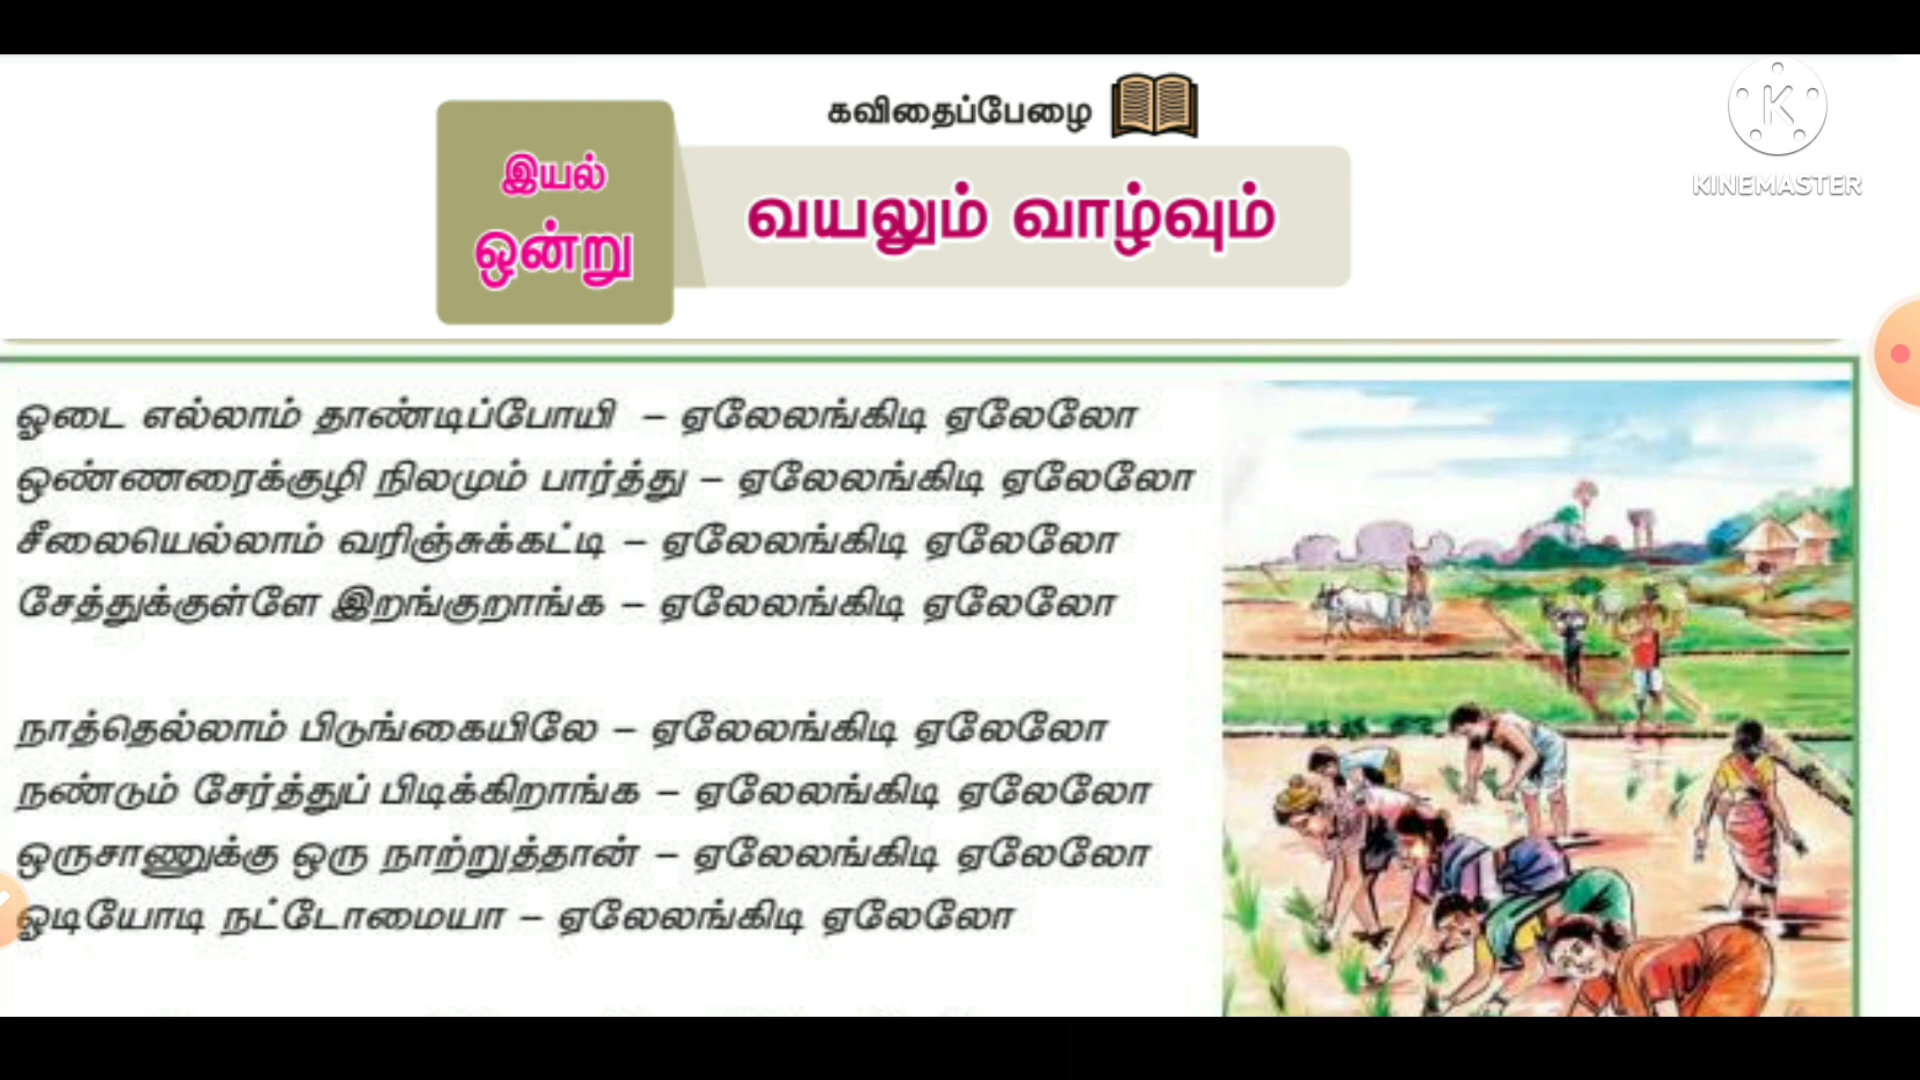 கவிதைப்பேழை
இயல்
ஒன்று
வயலும் வாழ்வும்
KINEMASTER
ஓடை எல்லாம் தாண்டிப்போயி – ஏலேலங்கிடி ஏலேலோ
ஒண்ணரைக்குழி நிலமும் பார்த்து – ஏலேலங்கிடி ஏலேலோ
சீலையெல்லாம் வரிஞ்சுக்கட்டி – ஏலேலங்கிடி ஏலேலோ
சேத்துக்குள்ளே இறங்குறாங்க – ஏலேலங்கிடி ஏலேலோ
நாத்தெல்லாம் பிடுங்கையிலே – ஏலேலங்கிடி ஏலேலோ
நண்டும் சேர்த்துப் பிடிக்கிறாங்க – ஏலேலங்கிடி ஏலேலோ
ஒருசாணுக்கு ஒரு நாற்றுத்தான் – ஏலேலங்கிடி ஏலேலோ
ஓடியோடி நட்டோமையா – ஏலேலங்கிடி ஏலேலோ